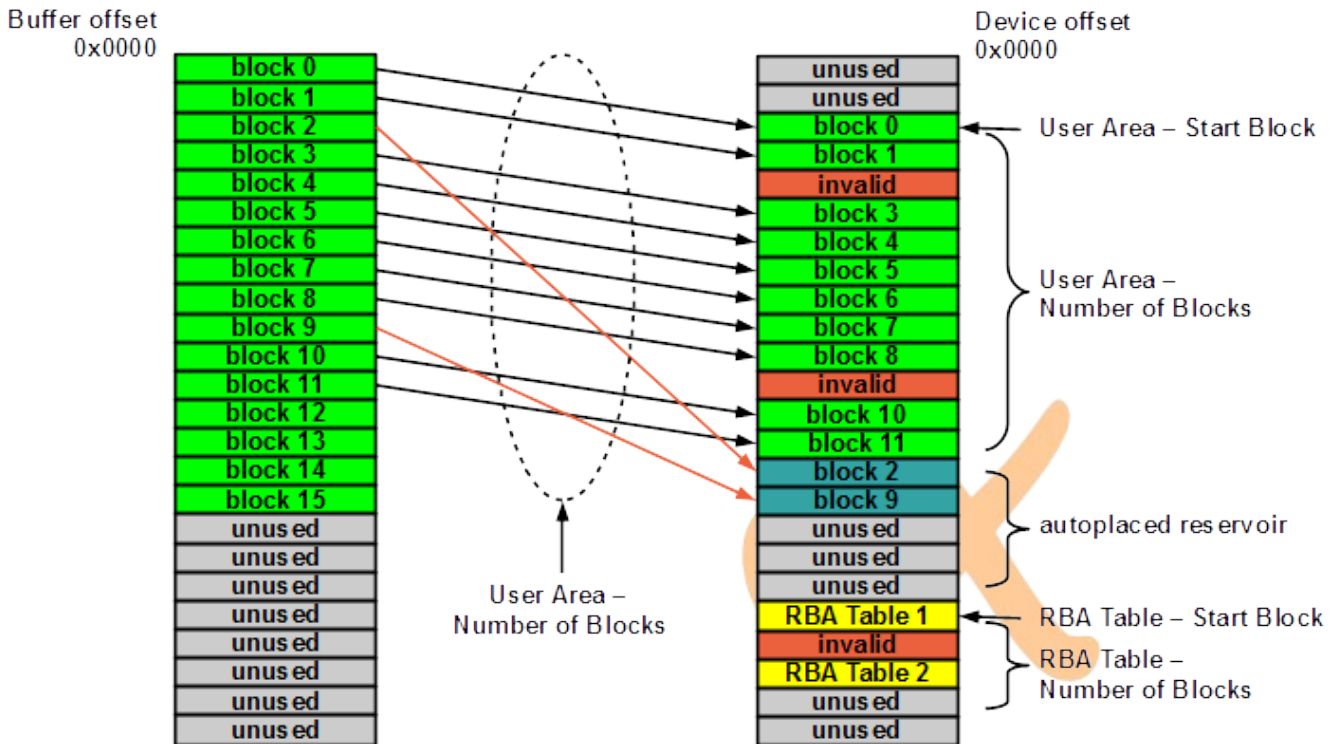 Buffer offset
0x0000
block 0
block 1
block 2
block 3
block 4
block 5
block 6
block 7
block 8
block 9
block 10
block 11
block 12
block 13
block 14
block 15
unused
unused
unused
unused
unused
unused
unused
unused
User Area –
Number of Blocks
Device offset
0x0000
unused
unused
block 0
block 1
invalid
block 3
block 4
block 5
block 6
block 7
block 8
invalid
block 10
block 11
block 2
block 9
unused
unused
unused
RBA Table 1
invalid
RBA Table 2
unused
unused
User Area – Start Block
User Area –
Number of Blocks
autoplaced reservoir
RBA Table – Start Block
RBA Table –
Number of Blocks